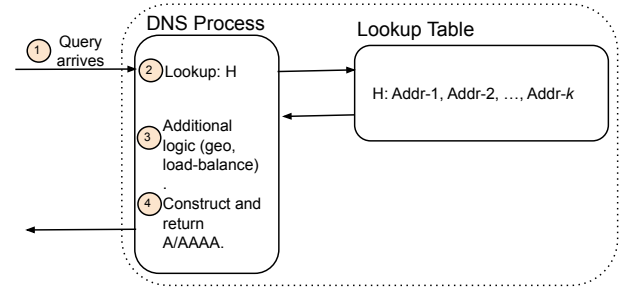 DNS Process
Lookup Table
1
Query
arrives
2
Lookup: H
H: Addr-1, Addr-2, …, Addr-k
3
Additional
logic (geo,
load-balance)
.
4
Construct and
return
A/AAAA.